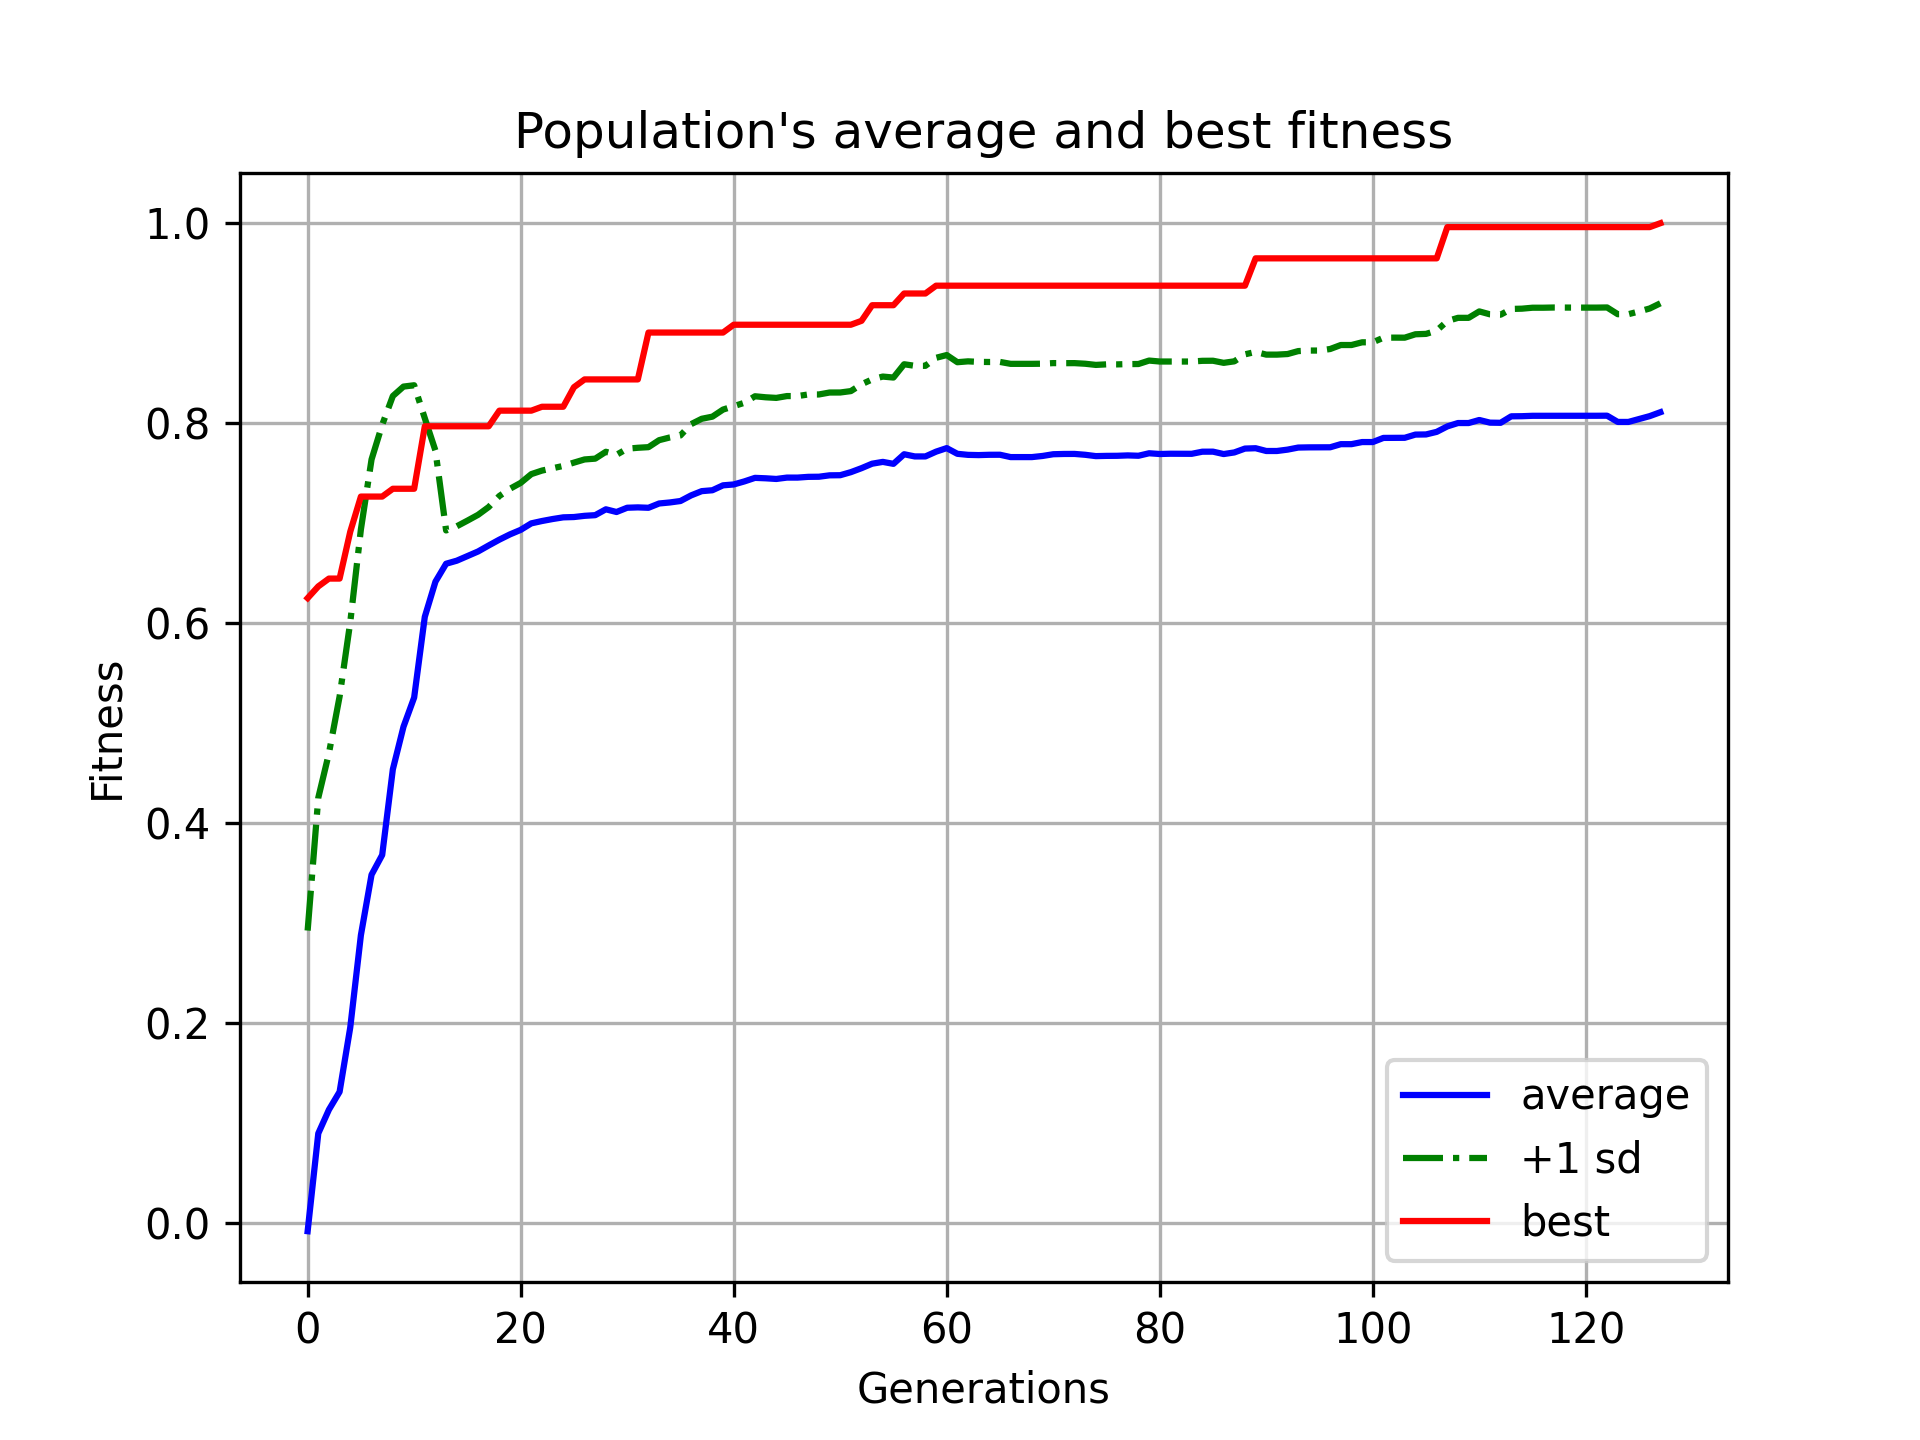 Population's average and best fitness
1.0
0.8
0.6
0.4
0.2
0.0
Fitness
0 20 40 60 80 100 120
Generations
average
+1 sd
best